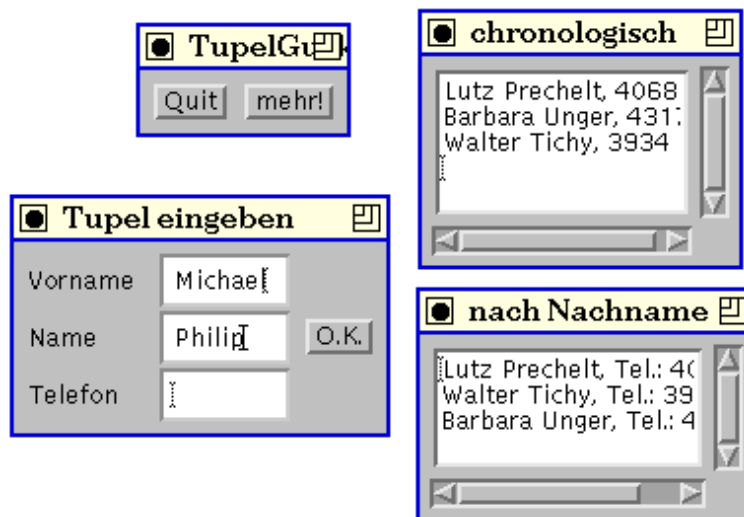 TupelGu
Quit mehr!
chronologisch
Lutz Prechelt, 4068
Barbara Unger, 431
Walter Tichy, 3934
Tupel eingeben
Vorname Michael
Name Philip O.K.
Telefon
nach Nachname
Lutz Prechelt, Tel.: 40
Walter Tichy, Tel.: 39
Barbara Unger, Tel.: 4